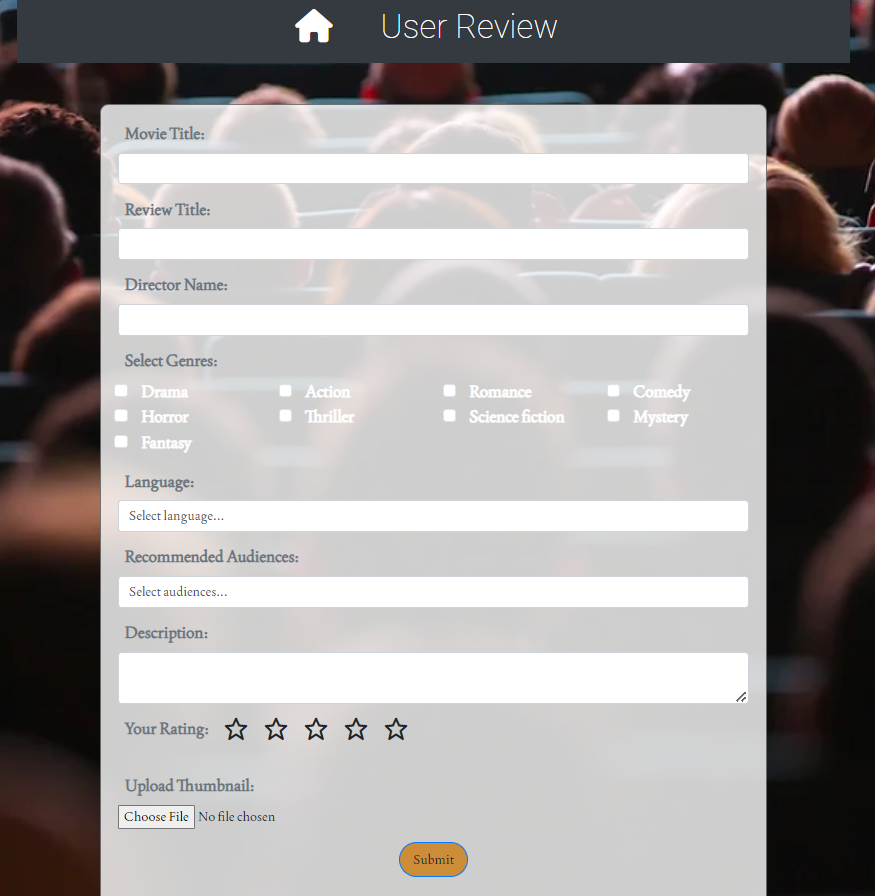 User Review
Movie Title:
Review Title:
Director Name:
Select Genres:
Drama Action Romance Comedy
Horror Thriller Science fiction Mystery
Fantasy
Language:
Select language...
Recommended Audiences:
Select audiences...
Description:
Your Rating:
Upload Thumbnail:
Choose File No file chosen
Submit